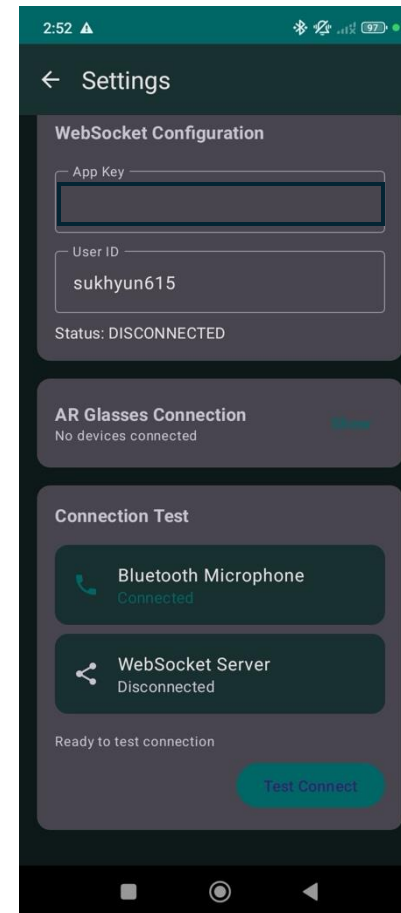 2:52
97
Settings
WebSocket Configuration
App Key
User ID
sukhyun615
Status: DISCONNECTED
AR Glasses Connection
No devices connected
Connection Test
Bluetooth Microphone
Connected
WebSocket Server
Disconnected
Ready to test connection
Test Connect